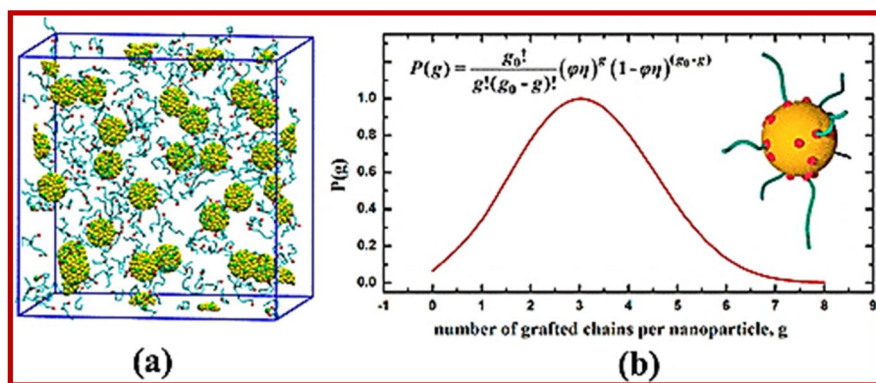 P(g) = g₀! / g!(g₀ - g)! (φη)^g (1 - φη)^(g₀-g)
P(g)
1.0
0.8
0.6
0.4
0.2
0.0
-1 0 1 2 3 4 5 6 7 8 9
number of grafted chains per nanoparticle, g
(a)
(b)